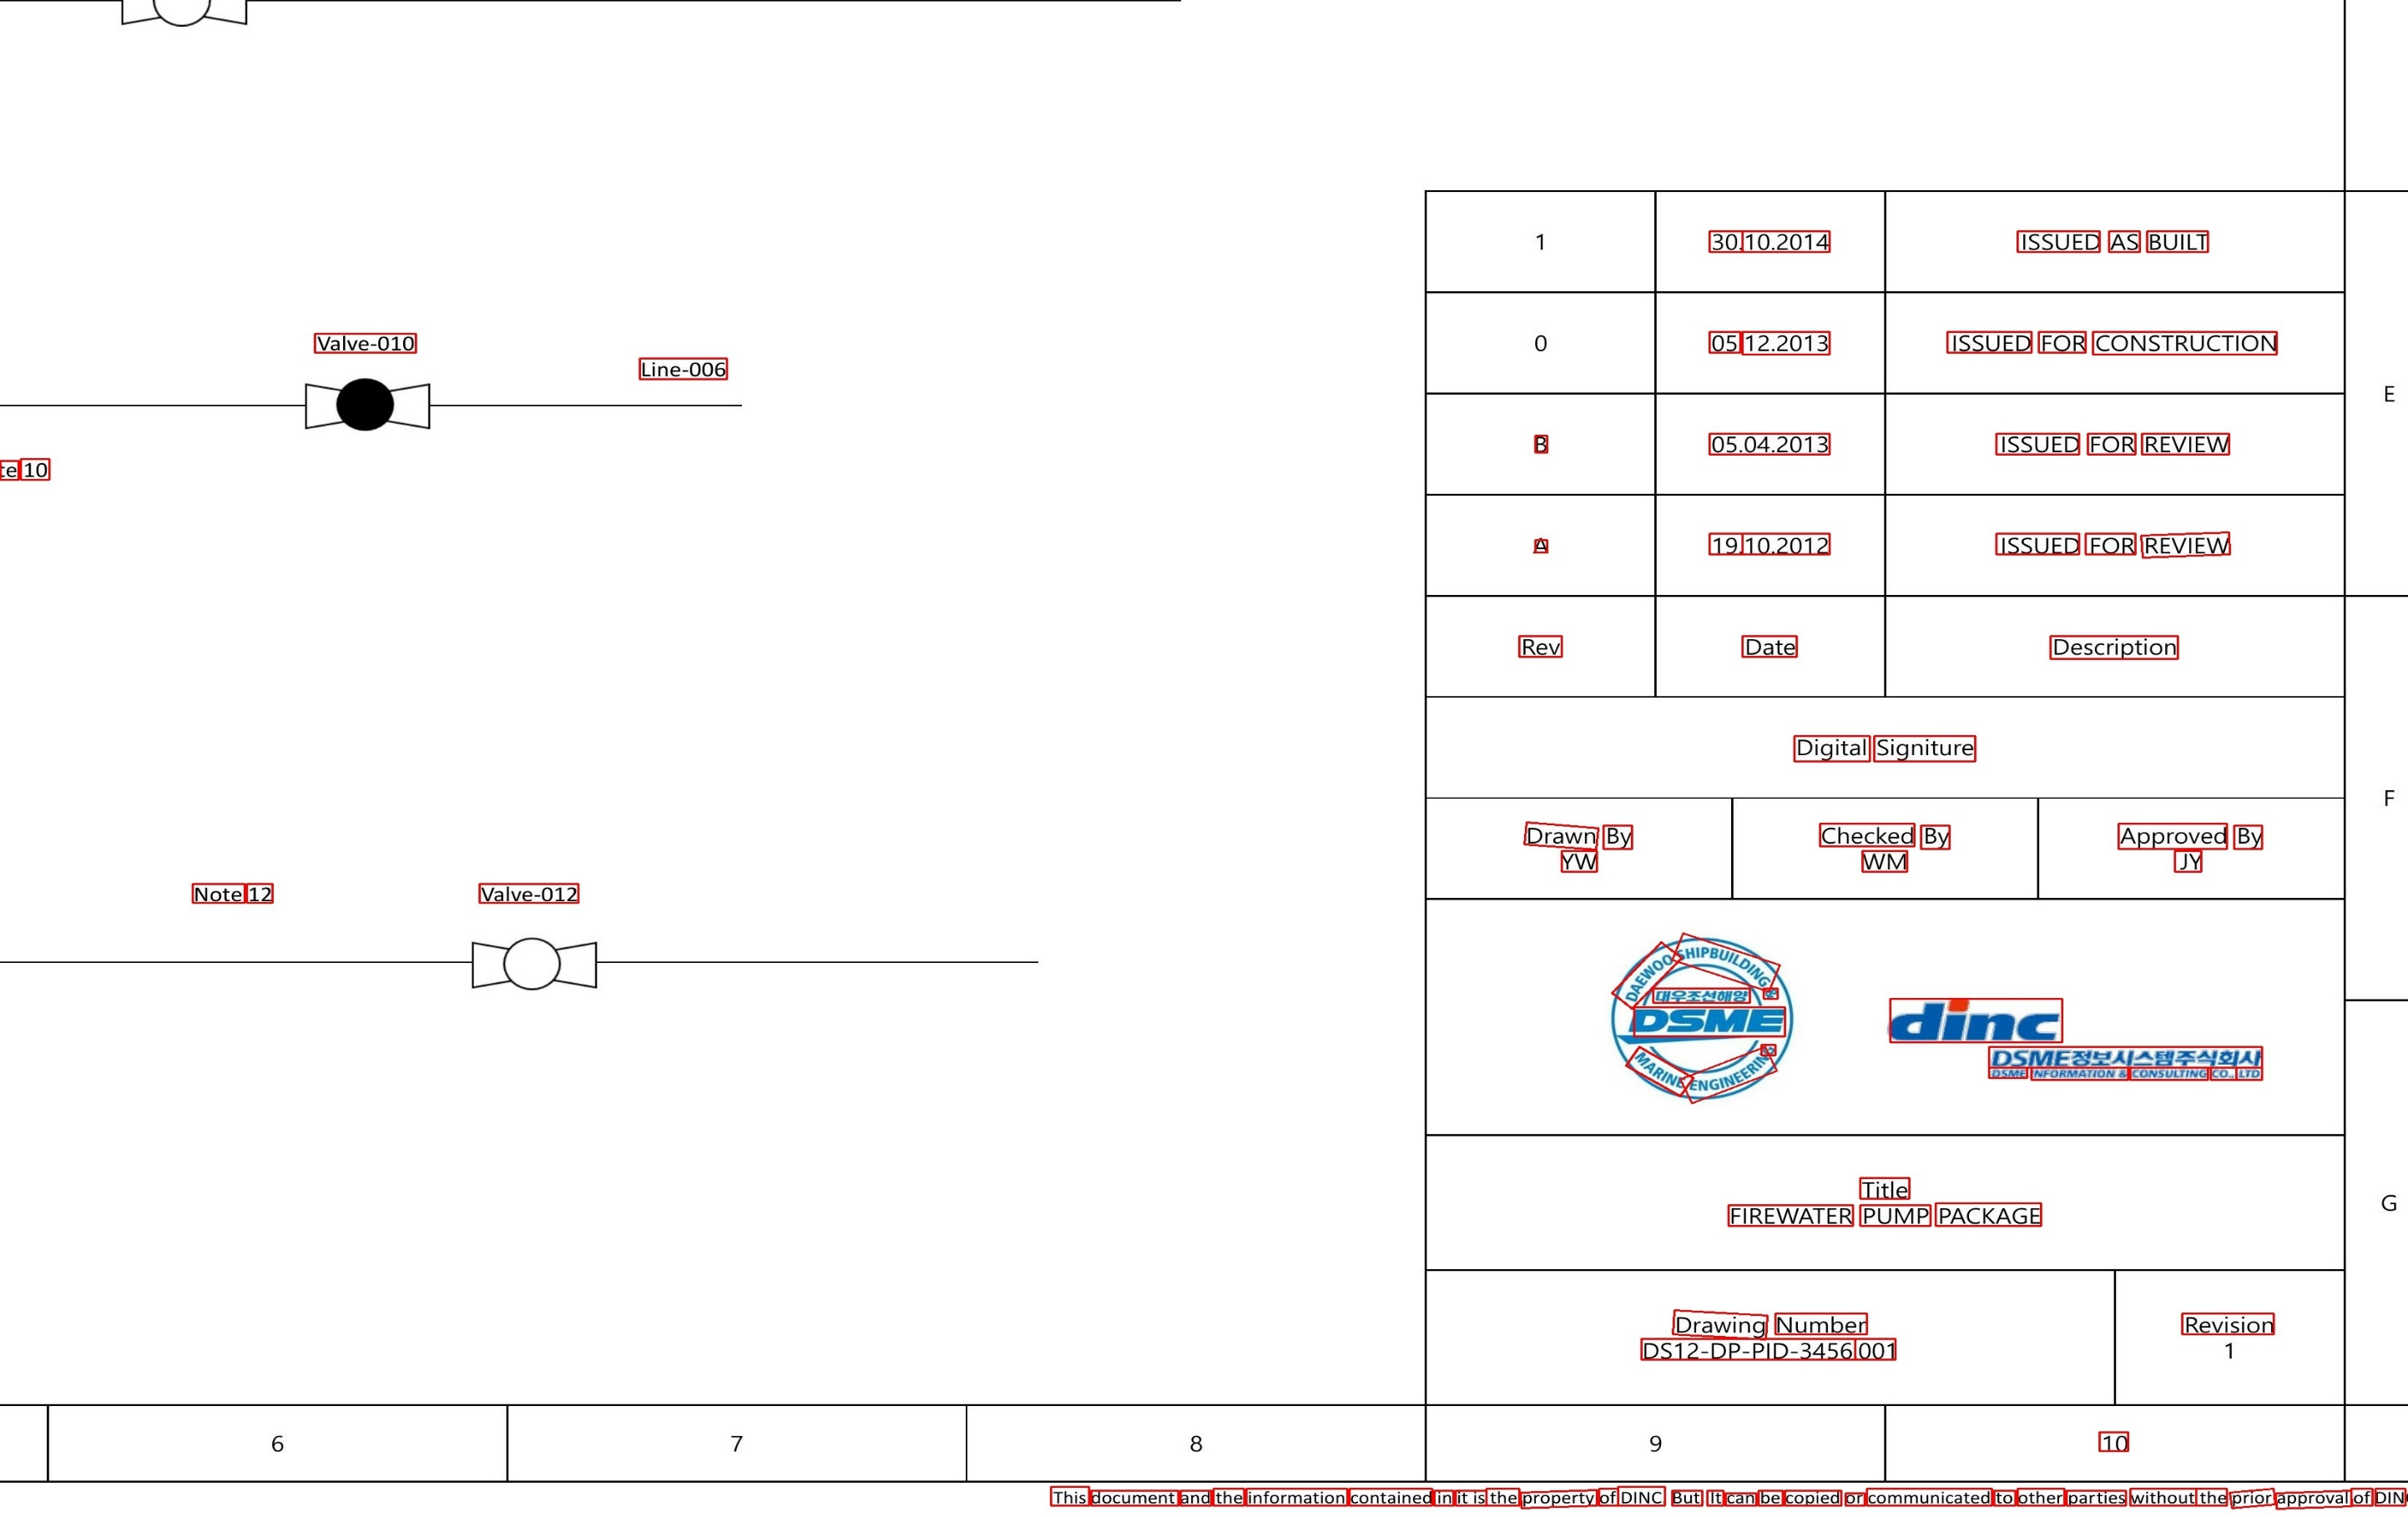 1 30.10.2014 ISSUED AS BUILT
Valve-010
0 05.12.2013 ISSUED FOR CONSTRUCTION
Line-006
E
B 05.04.2013 ISSUED FOR REVIEW
10
A 19.10.2012 ISSUED FOR REVIEW
Rev Date Description
Digital Signiture
F
Drawn By
YW
Checked By
WM
Approved By
JY
Note 12
Valve-012
DAEWOO SHIPBUILDING &
대우조선해양
DSME
MARINE ENGINEERING
dinc
DSME정보시스템주식회사
DSME INFORMATION & CONSULTING CO., LTD
Title
FIREWATER PUMP PACKAGE
G
Drawing Number
DS12-DP-PID-3456 001
Revision
1
6 7 8 9 10
This document and the information contained in it is the property of DINC. But It can be copied or communicated to other parties without the prior approval of